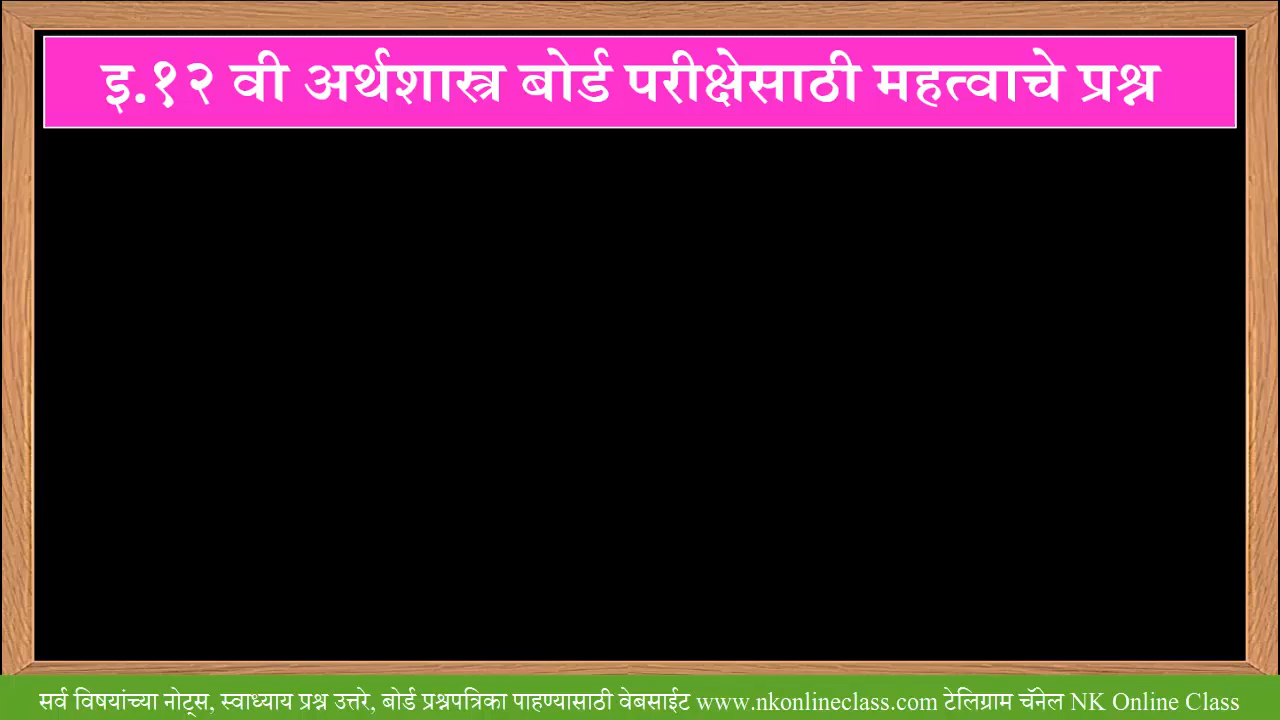 इ.१२ वी अर्थशास्त्र बोर्ड परीक्षेसाठी महत्वाचे प्रश्न
सर्व विषयांच्या नोट्स, स्वाध्याय प्रश्न उत्तरे, बोर्ड प्रश्नपत्रिका पाहण्यासाठी वेबसाईट www.nkonlineclass.com टेलिग्राम चॅनेल NK Online Class